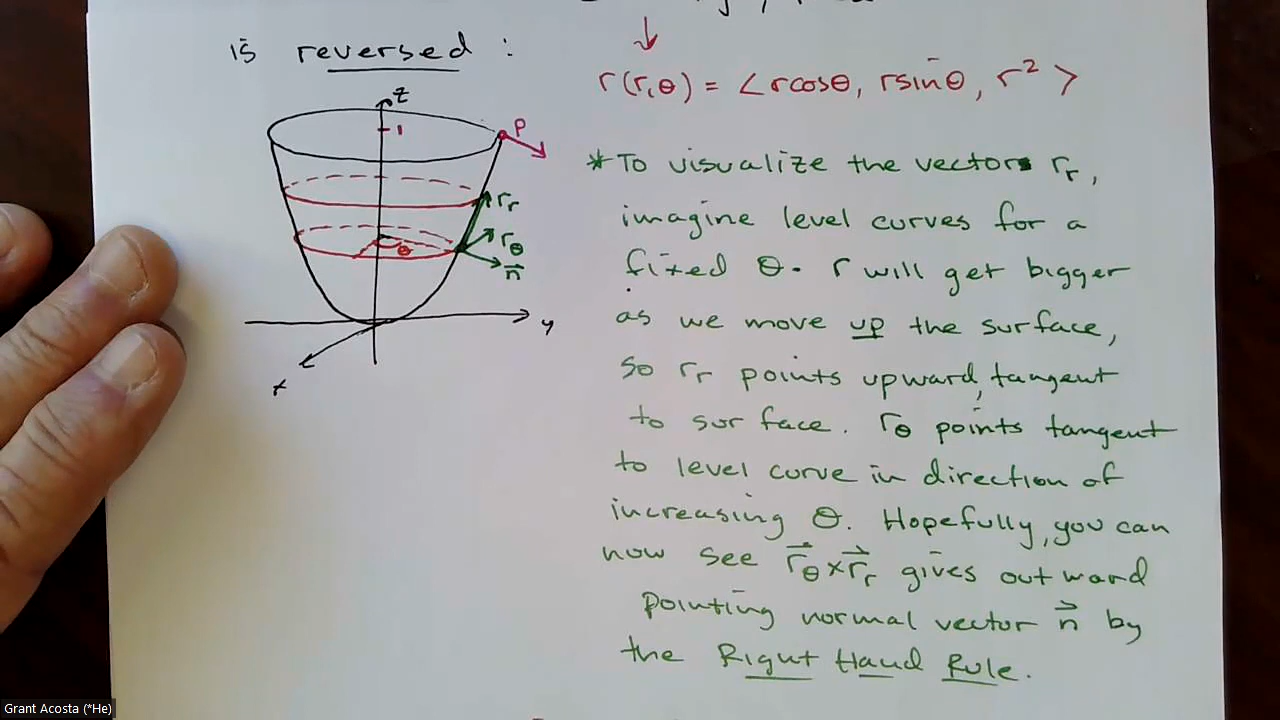 is reversed :
r(r,θ) = < rcosθ, rsinθ, r² >
z
1
P
r_r
r_θ
θ
n⃗
y
x
* To visualize the vectors r_r,
imagine level curves for a
fixed θ. r will get bigger
as we move up the surface,
so r_r points upward, tangent
to surface. r_θ points tangent
to level curve in direction of
increasing θ. Hopefully, you can
now see r⃗_θ × r⃗_r gives outward
pointing normal vector n⃗ by
the Right Hand Rule.
Grant Acosta (*He)